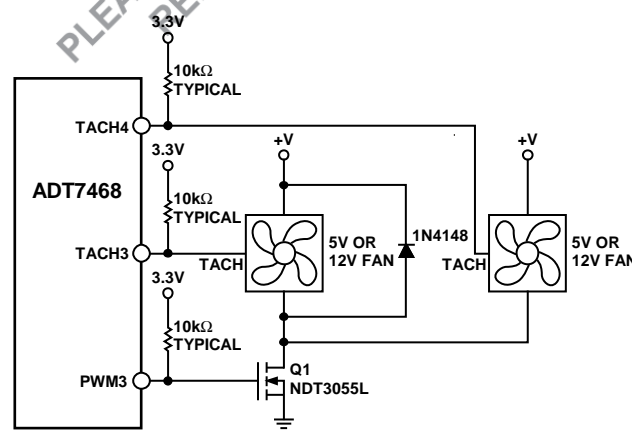 3.3V
10kΩ
TYPICAL
TACH4
3.3V
+V
+V
ADT7468
10kΩ
TYPICAL
1N4148
5V OR
12V FAN
5V OR
12V FAN
TACH3
TACH
TACH
3.3V
10kΩ
TYPICAL
PWM3
Q1
NDT3055L